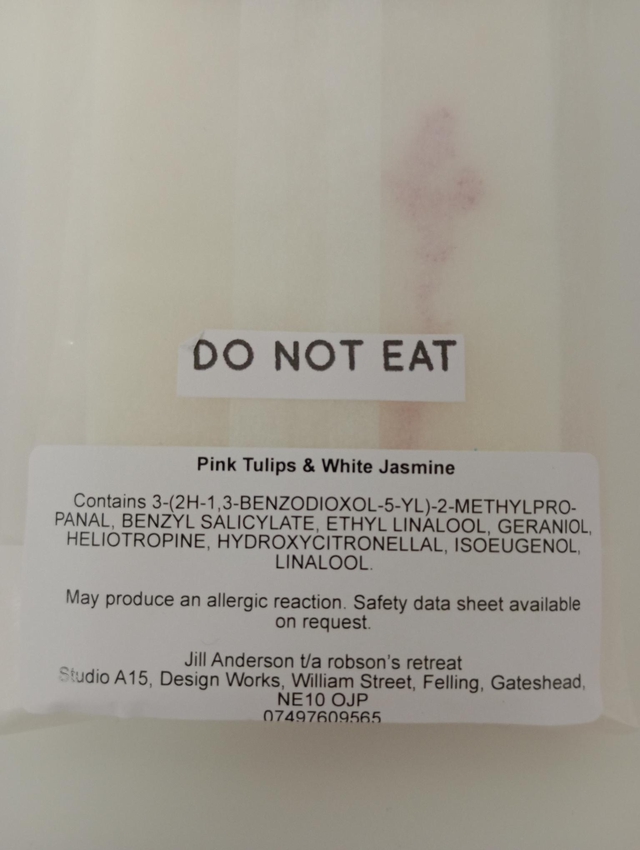 DO NOT EAT
Pink Tulips & White Jasmine
Contains 3-(2H-1,3-BENZODIOXOL-5-YL)-2-METHYLPRO-
PANAL, BENZYL SALICYLATE, ETHYL LINALOOL, GERANIOL,
HELIOTROPINE, HYDROXYCITRONELLAL, ISOEUGENOL,
LINALOOL.
May produce an allergic reaction. Safety data sheet available
on request.
Jill Anderson t/a robson's retreat
Studio A15, Design Works, William Street, Felling, Gateshead,
NE10 OJP
07497609565